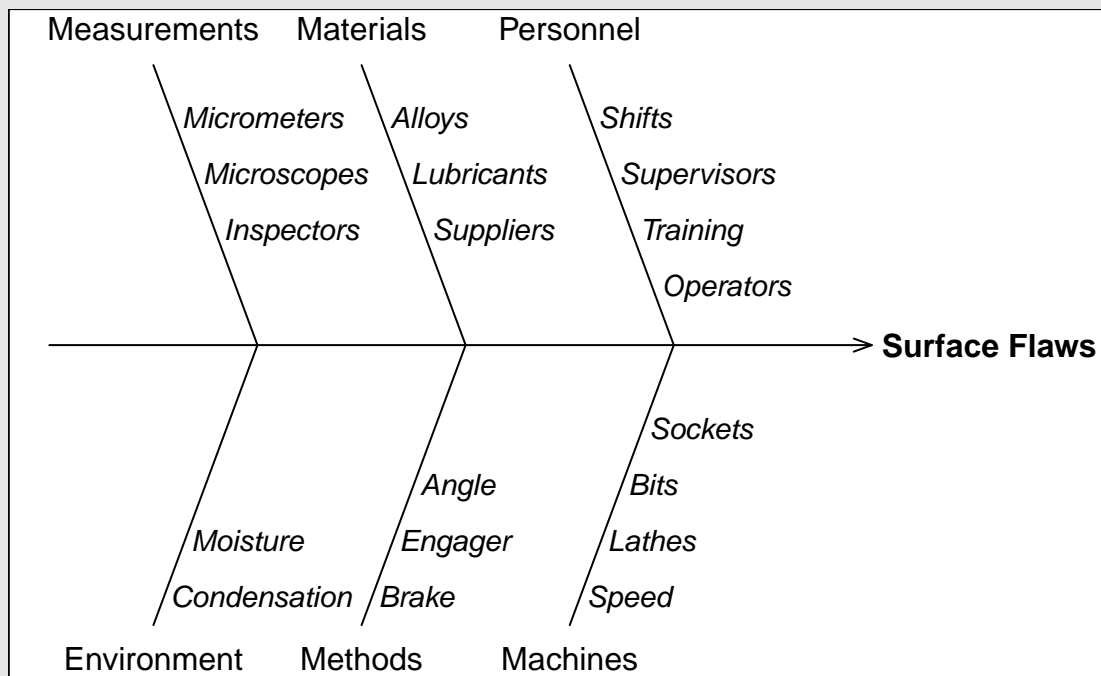 Measurements Materials Personnel
Micrometers Alloys Shifts
Microscopes Lubricants Supervisors
Inspectors Suppliers Training
Operators
Surface Flaws
Sockets
Angle Bits
Moisture Engager Lathes
Condensation Brake Speed
Environment Methods Machines